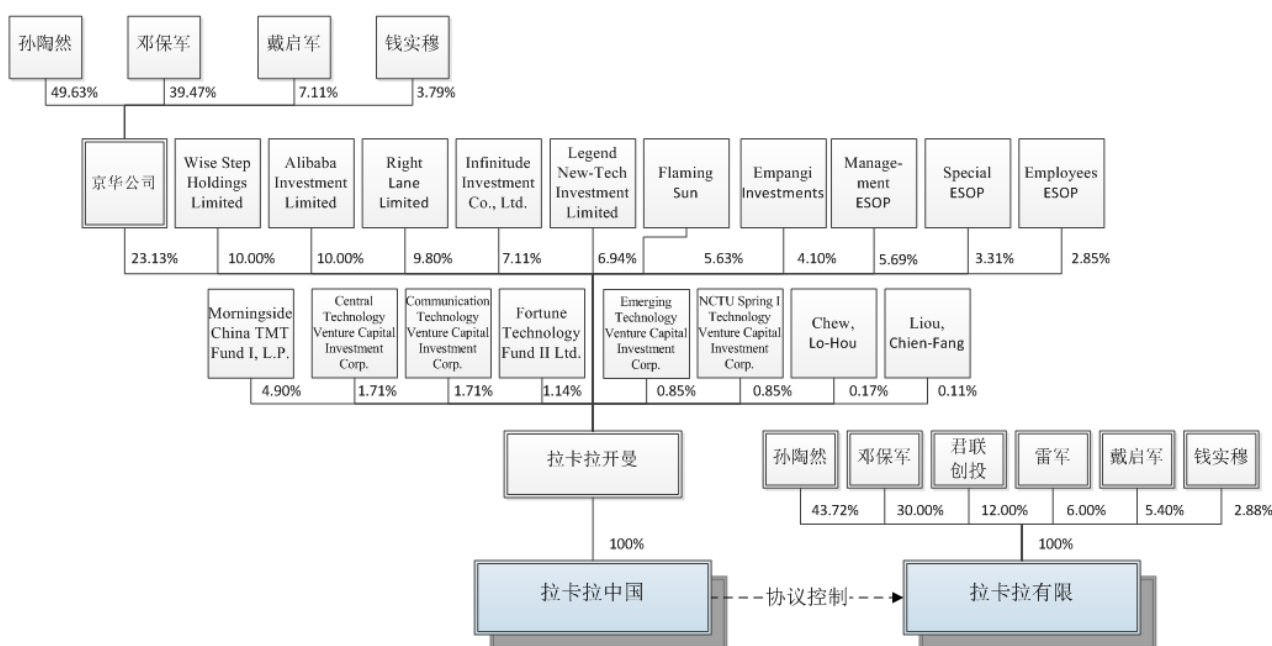 孙陶然
邓保军
戴启军
钱实穆
49.63%
39.47%
7.11%
3.79%
京华公司
Wise Step
Holdings
Limited
Alibaba
Investment
Limited
Right
Lane
Limited
Infinitude
Investment
Co., Ltd.
Legend
New-Tech
Investment
Limited
Flaming
Sun
Empangi
Investments
Manage-
ment
ESOP
Special
ESOP
Employees
ESOP
23.13%
10.00%
10.00%
9.80%
7.11%
6.94%
5.63%
4.10%
5.69%
3.31%
2.85%
Morningside
China TMT
Fund I, L.P.
Central
Technology
Venture Capital
Investment
Corp.
Communication
Technology
Venture Capital
Investment
Corp.
Fortune
Technology
Fund II Ltd.
Emerging
Technology
Venture Capital
Investment
Corp.
NCTU Spring I
Technology
Venture Capital
Investment
Corp.
Chew,
Lo-Hou
Liou,
Chien-Fang
4.90%
1.71%
1.71%
1.14%
0.85%
0.85%
0.17%
0.11%
拉卡拉开曼
孙陶然
邓保军
君联
创投
雷军
戴启军
钱实穆
43.72%
30.00%
12.00%
6.00%
5.40%
2.88%
100%
100%
拉卡拉中国
协议控制
拉卡拉有限